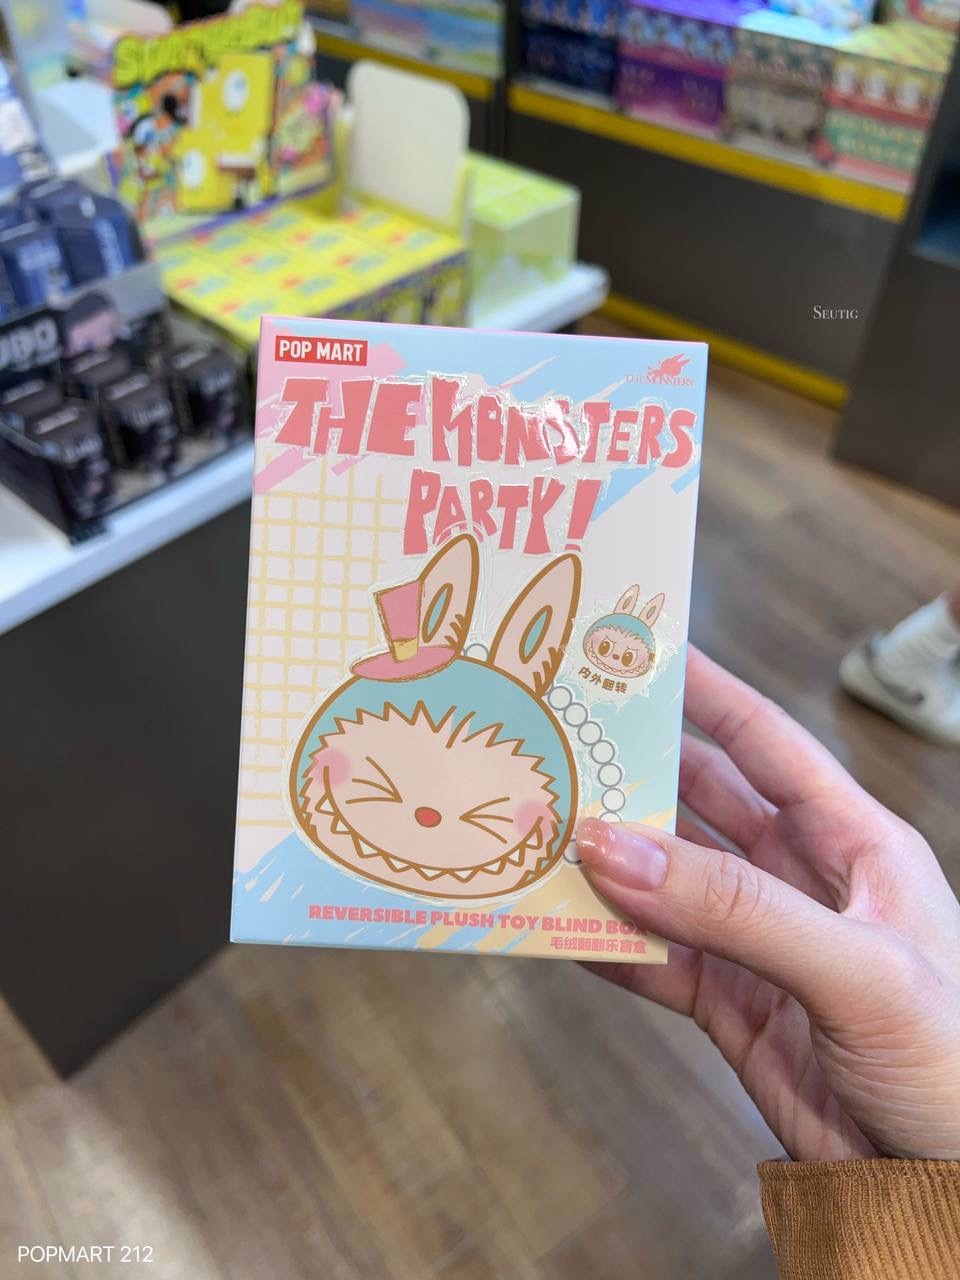 SEUTIG
POP MART
THE MONSTERS
THE MONSTERS
PARTY!
内外翻转
REVERSIBLE PLUSH TOY BLIND BOX
毛绒翻翻乐盲盒
POPMART 212